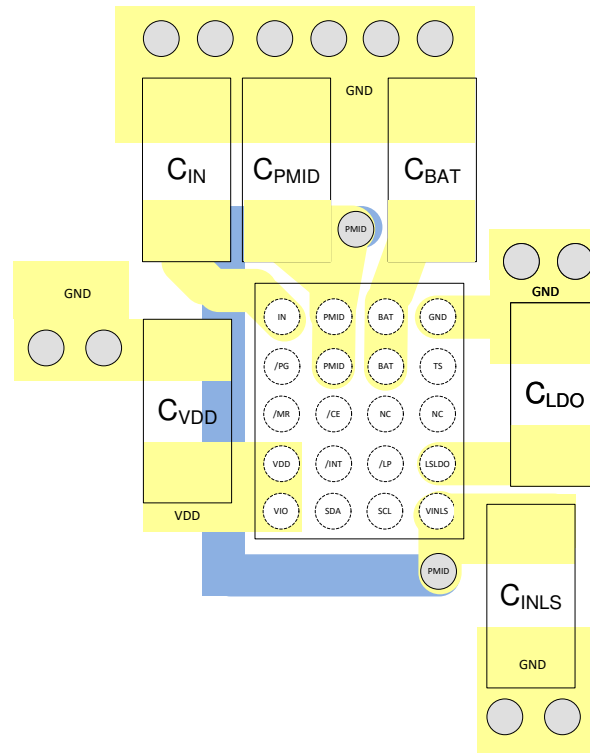 GND
CIN CPMID CBAT
PMID
GND
GND
IN PMID BAT GND
/PG PMID BAT TS
CLDO
CVDD
/MR /CE NC NC
VDD /INT /LP LSLDO
VDD
VIO SDA SCL VINLS
PMID
CINLS
GND